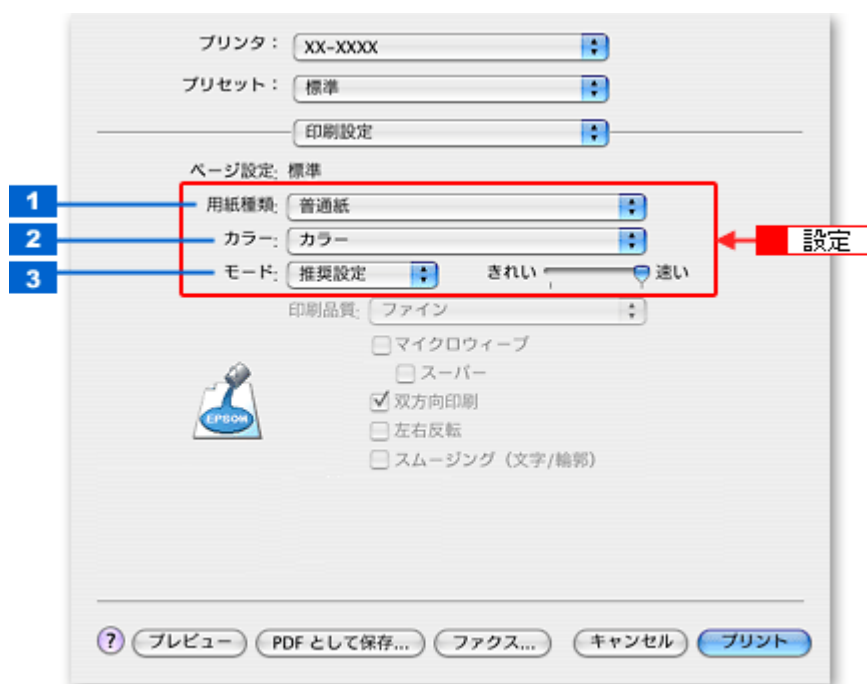 プリンタ： XX-XXXX
プリセット： 標準
印刷設定
ページ設定: 標準
1 用紙種類: 普通紙
2 カラー: カラー 設定
3 モード: 推奨設定 きれい 速い
印刷品質: ファイン
マイクロウィーブ
スーパー
双方向印刷
EPSON
左右反転
スムージング（文字/輪郭）
? プレビュー PDF として保存... ファクス... キャンセル プリント